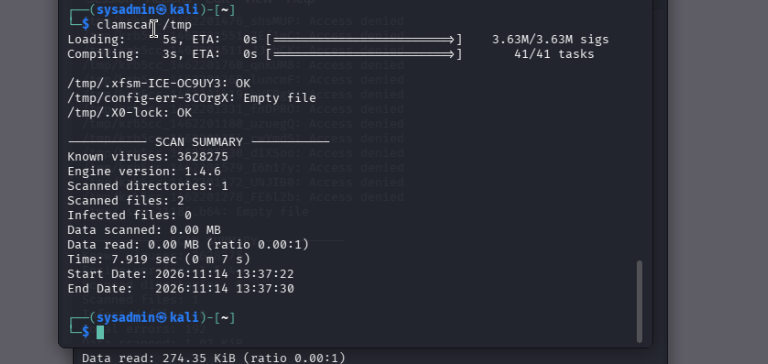 ┌──(sysadmin㉿kali)-[~]
└─$ clamscan /tmp
Loading:     5s, ETA:   0s [========================>]    3.63M/3.63M sigs
Compiling:   3s, ETA:   0s [========================>]       41/41 tasks
/tmp/.xfsm-ICE-OC9UY3: OK
/tmp/config-err-3COrgX: Empty file
/tmp/.X0-lock: OK
----------- SCAN SUMMARY -----------
Known viruses: 3628275
Engine version: 1.4.6
Scanned directories: 1
Scanned files: 2
Infected files: 0
Data scanned: 0.00 MB
Data read: 0.00 MB (ratio 0.00:1)
Time: 7.919 sec (0 m 7 s)
Start Date: 2026:11:14 13:37:22
End Date:   2026:11:14 13:37:30
┌──(sysadmin㉿kali)-[~]
└─$
Data read: 274.35 KiB (ratio 0.00:1)